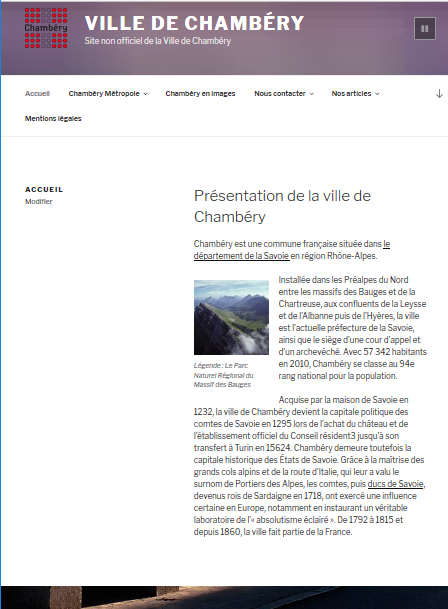 Chambéry
VILLE DE CHAMBÉRY
Site non officiel de la Ville de Chambéry
Accueil
Chambéry Métropole
Chambéry en images
Nous contacter
Nos articles
Mentions légales
ACCUEIL
Modifier
Présentation de la ville de
Chambéry
Chambéry est une commune française située dans le
département de la Savoie en région Rhône-Alpes.
Installée dans les Préalpes du Nord
entre les massifs des Bauges et de la
Chartreuse, aux confluents de la Leysse
et de l'Albanne puis de l'Hyères, la ville
est l'actuelle préfecture de la Savoie,
ainsi que le siège d'une cour d'appel et
d'un archevêché. Avec 57 342 habitants
en 2010, Chambéry se classe au 94e
rang national pour la population.
Légende : Le Parc
Naturel Régional du
Massif des Bauges
Acquise par la maison de Savoie en
1232, la ville de Chambéry devient la capitale politique des
comtes de Savoie en 1295 lors de l'achat du château et de
l'établissement officiel du Conseil résident3 jusqu'à son
transfert à Turin en 15624. Chambéry demeure toutefois la
capitale historique des États de Savoie. Grâce à la maîtrise des
grands cols alpins et de la route d'Italie, qui leur a valu le
surnom de Portiers des Alpes, les comtes, puis ducs de Savoie,
devenus rois de Sardaigne en 1718, ont exercé une influence
certaine en Europe, notamment en instaurant un véritable
laboratoire de l'« absolutisme éclairé ». De 1792 à 1815 et
depuis 1860, la ville fait partie de la France.